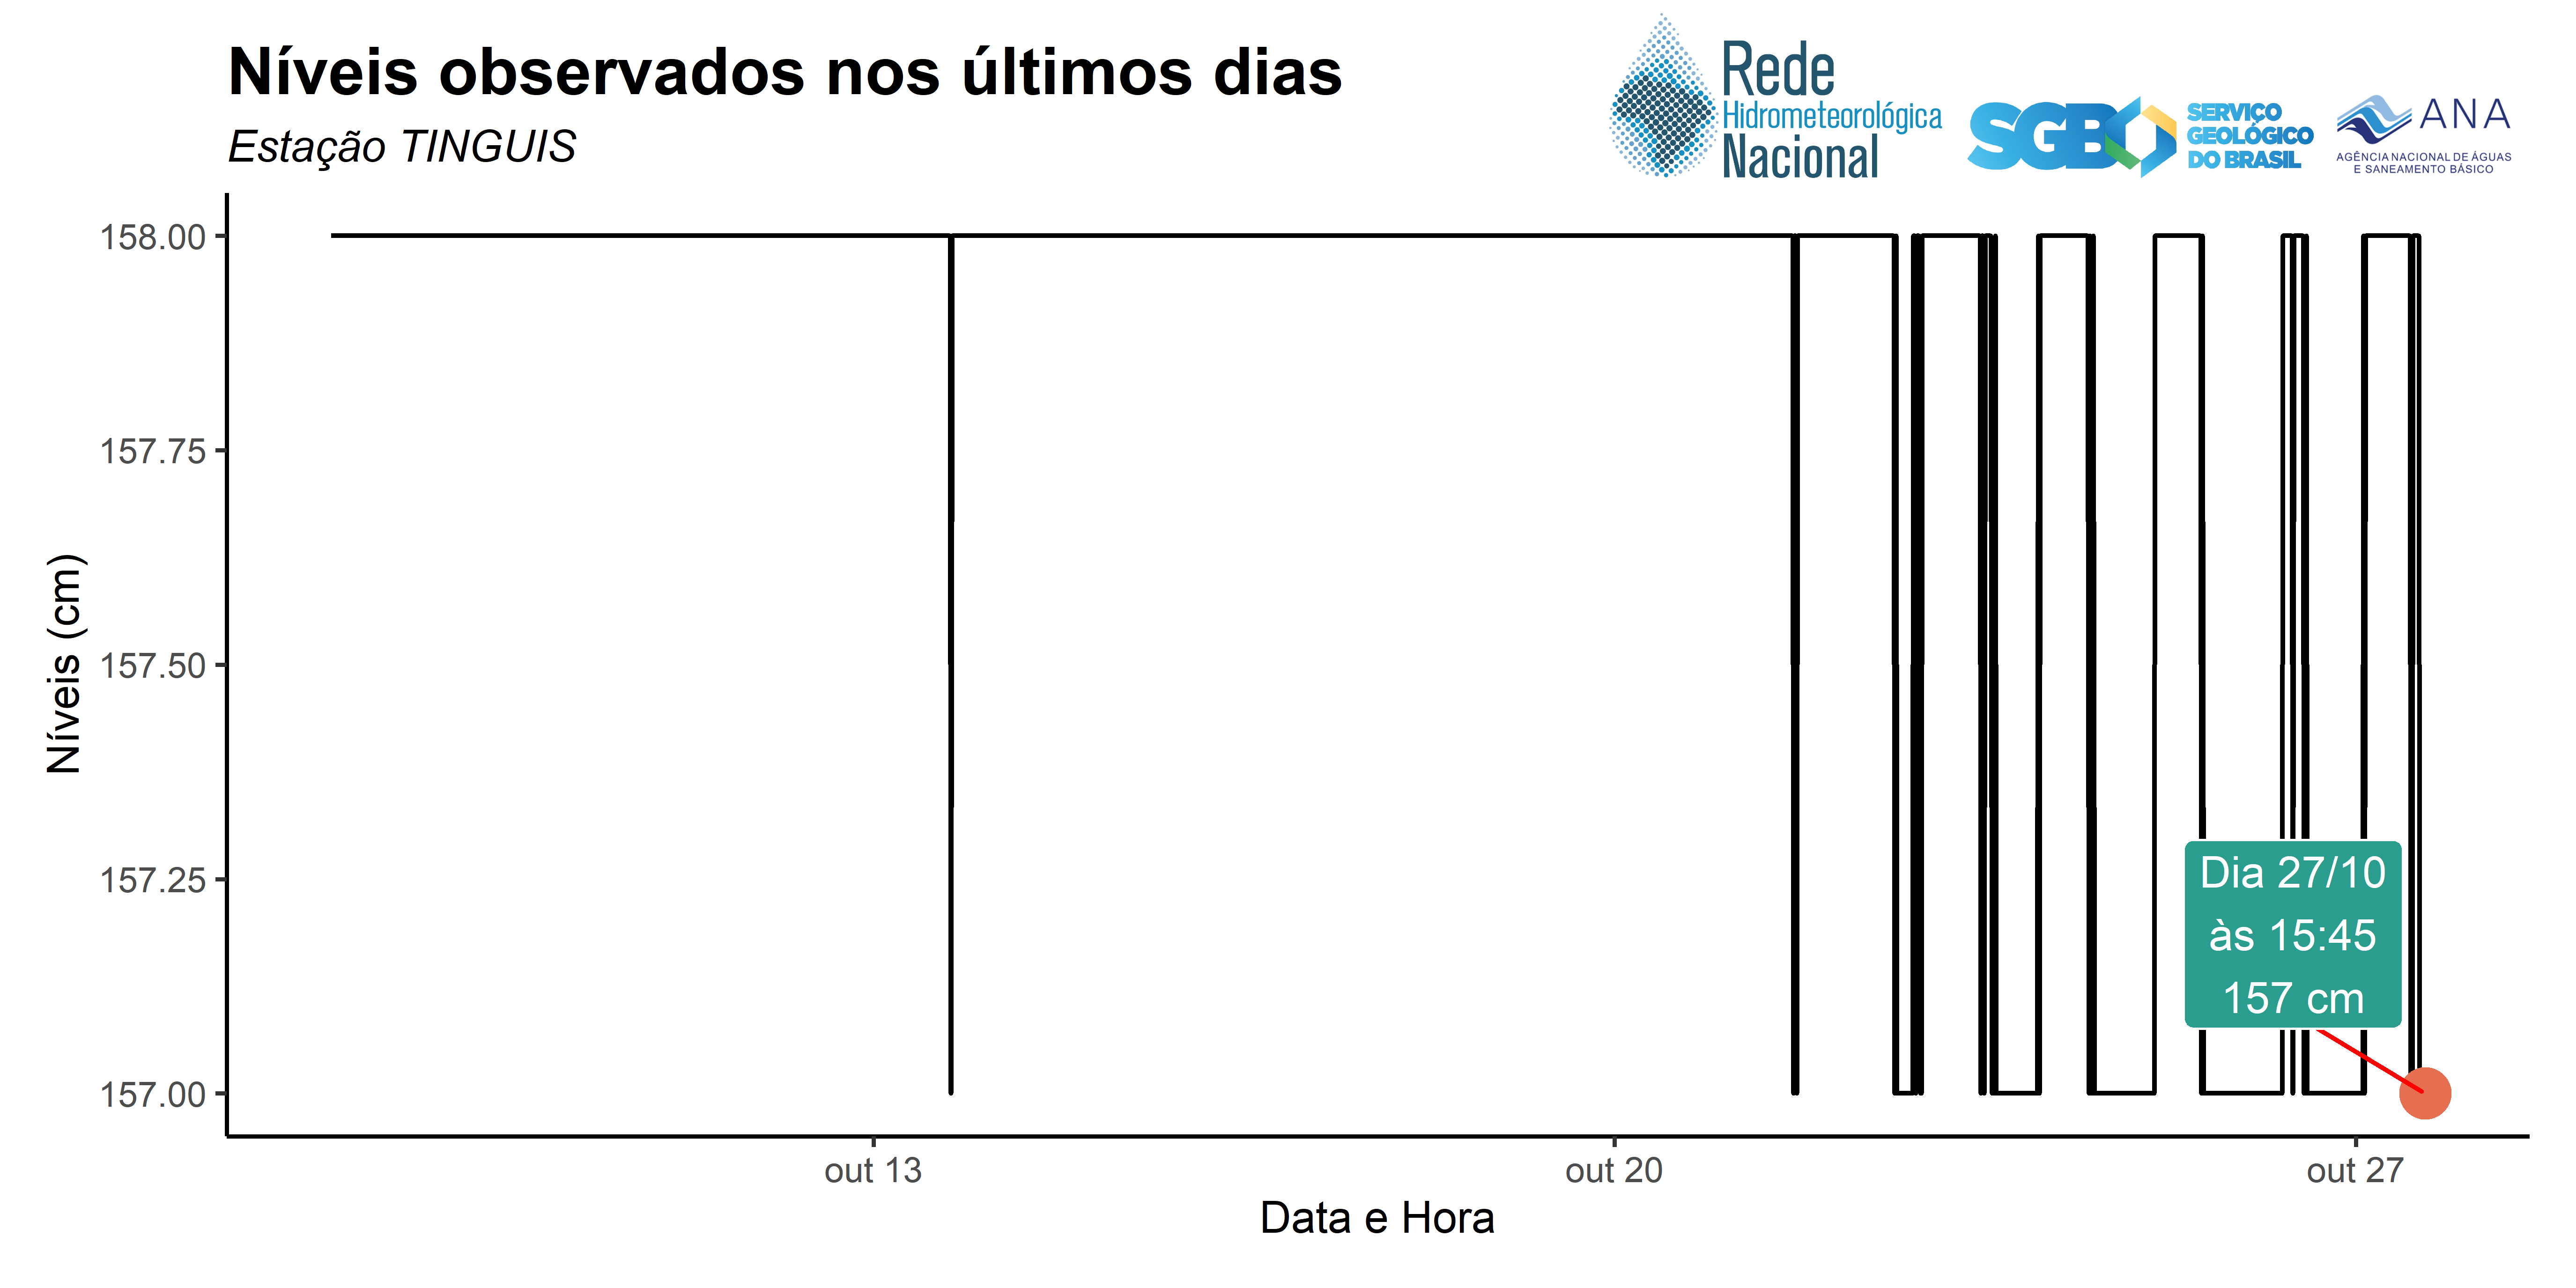 Níveis observados nos últimos dias
Estação TINGUIS
Rede
Hidrometeorológica
Nacional
SGB
SERVIÇO
GEOLÓGICO
DO BRASIL
ANA
AGÊNCIA NACIONAL DE ÁGUAS
E SANEAMENTO BÁSICO
Níveis (cm)
158.00
157.75
157.50
157.25
157.00
Dia 27/10
às 15:45
157 cm
out 13
out 20
out 27
Data e Hora